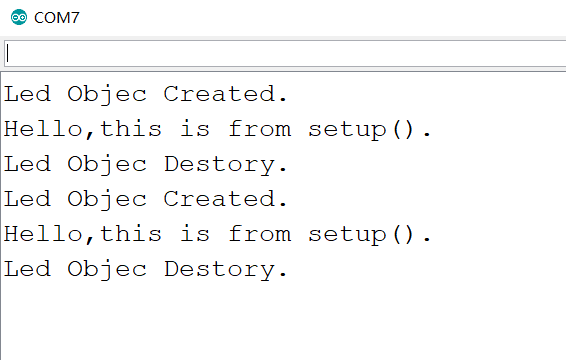 COM7
Led Objec Created.
Hello,this is from setup().
Led Objec Destory.
Led Objec Created.
Hello,this is from setup().
Led Objec Destory.